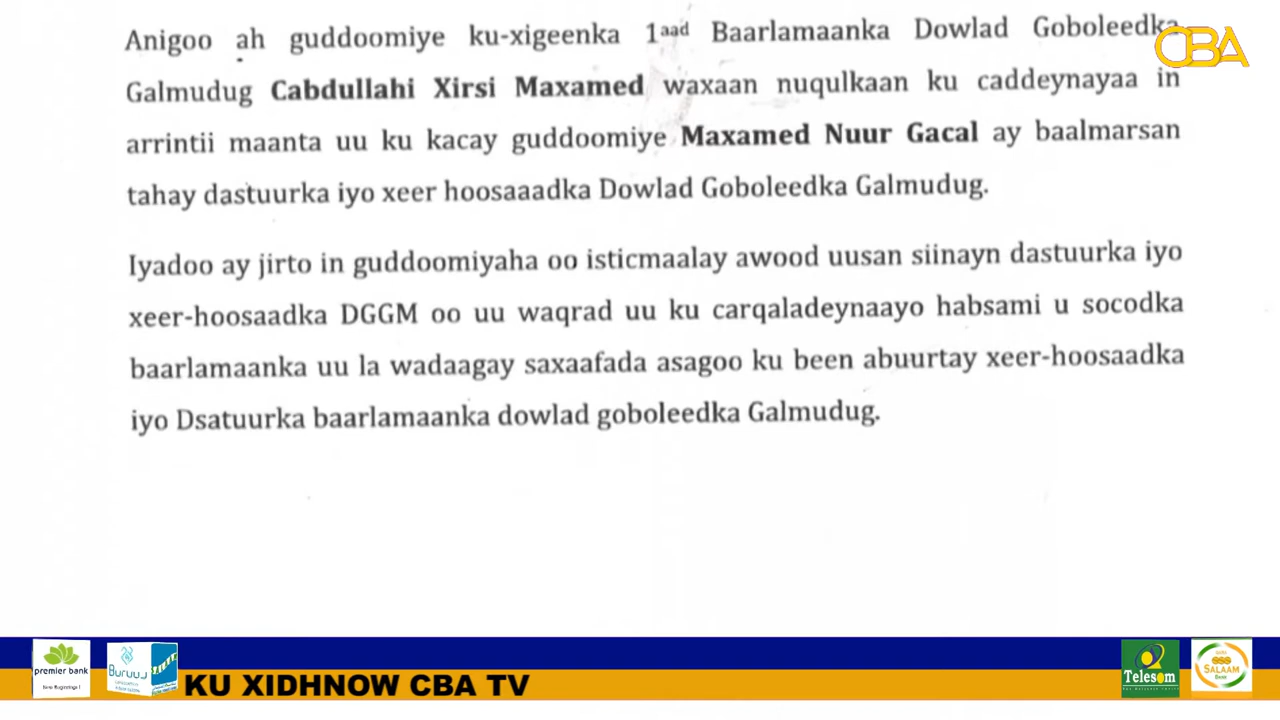 Anigoo ah guddoomiye ku-xigeenka 1aad Baarlamaanka Dowlad Goboleedka
CBA
Galmudug Cabdullahi Xirsi Maxamed waxaan nuqulkaan ku caddeynayaa in
arrintii maanta uu ku kacay guddoomiye Maxamed Nuur Gacal ay baalmarsan
tahay dastuurka iyo xeer hoosaaadka Dowlad Goboleedka Galmudug.
Iyadoo ay jirto in guddoomiyaha oo isticmaalay awood uusan siinayn dastuurka iyo
xeer-hoosaadka DGGM oo uu waqrad uu ku carqaladeynaayo habsami u socodka
baarlamaanka uu la wadaagay saxaafada asagoo ku been abuurtay xeer-hoosaadka
iyo Dsatuurka baarlamaanka dowlad goboleedka Galmudug.
premier bank
Buruuj
KU XIDHNOW CBA TV
Telesom
SALAAM
BANK